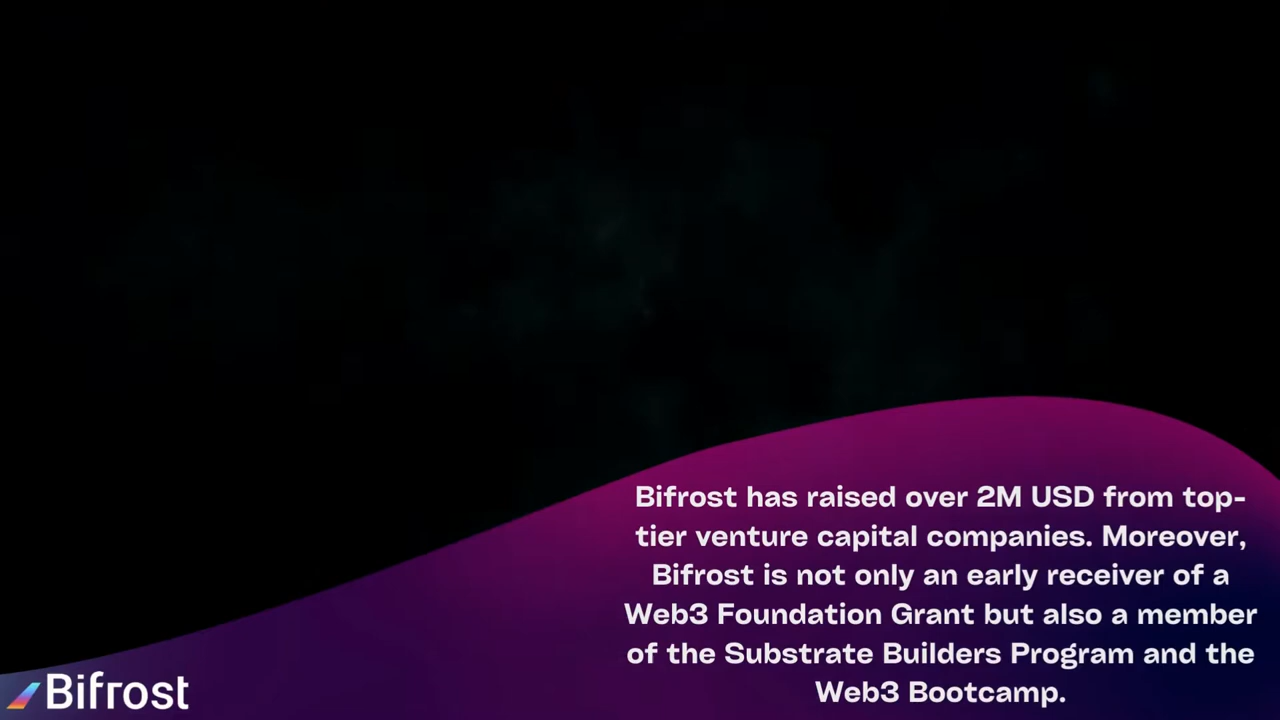 Bifrost has raised over 2M USD from top-
tier venture capital companies. Moreover,
Bifrost is not only an early receiver of a
Web3 Foundation Grant but also a member
of the Substrate Builders Program and the
Web3 Bootcamp.
Bifrost